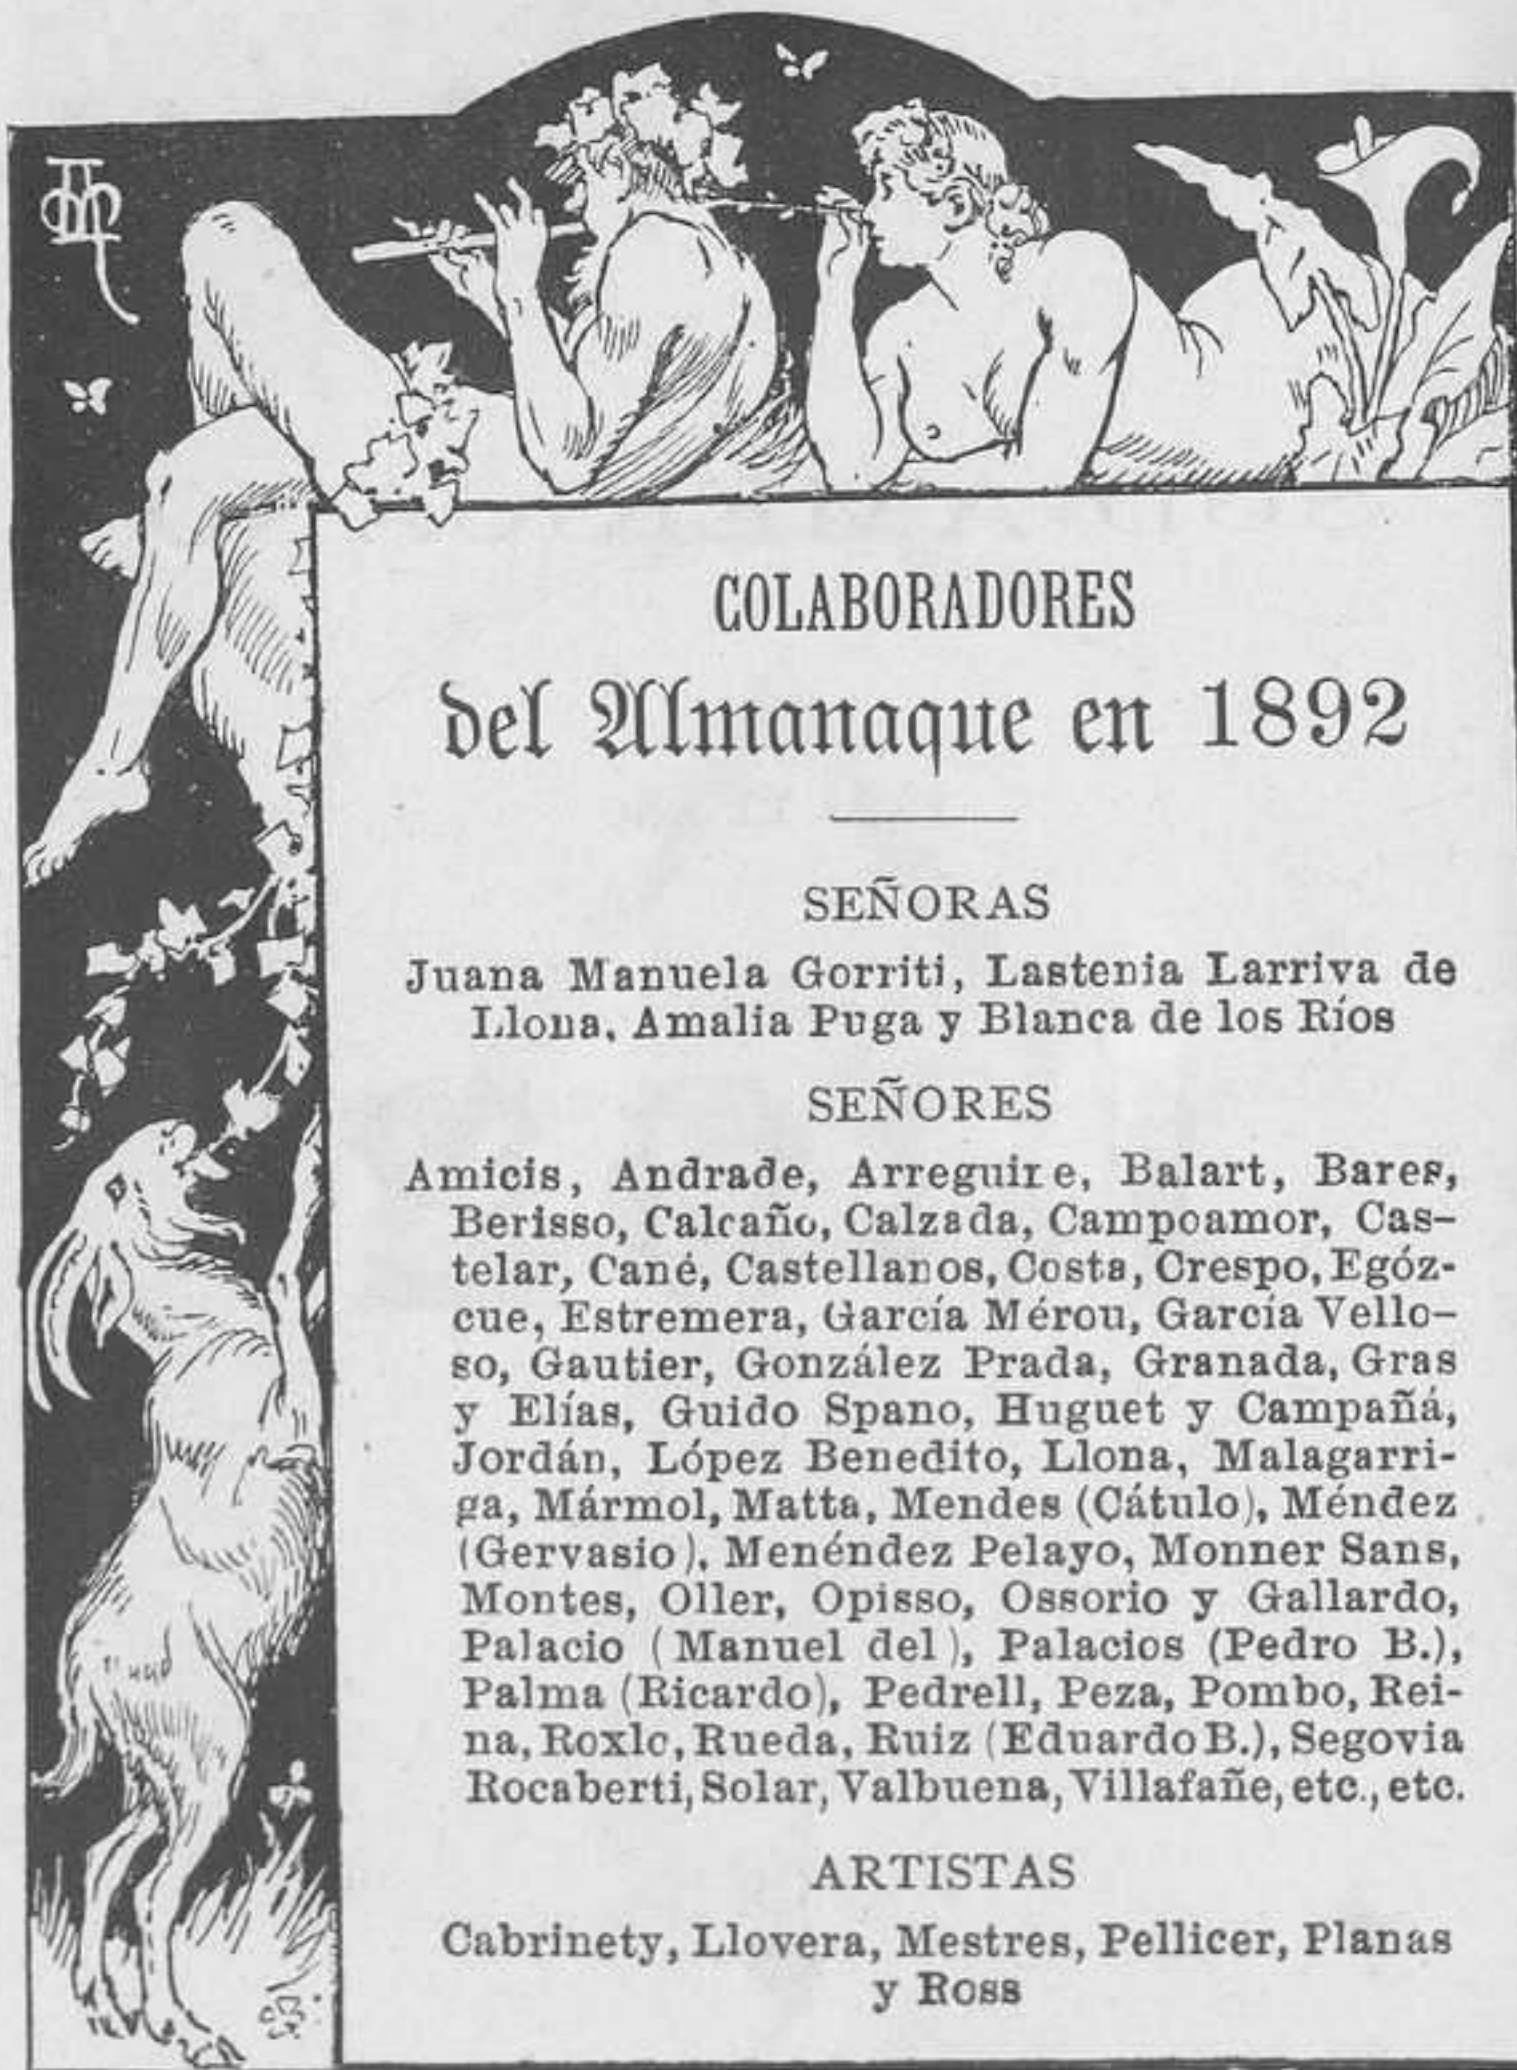 COLABORADORES
del Almanaque en 1892
SEÑORAS
Juana Manuela Gorriti, Lastenia Larriva de
Llona, Amalia Puga y Blanca de los Ríos
SEÑORES
Amicis, Andrade, Arreguine, Balart, Bares,
Berisso, Calcaño, Calzada, Campoamor, Cas-
telar, Cané, Castellanos, Costa, Crespo, Egóz-
cue, Estremera, García Mérou, García Vello-
so, Gautier, González Prada, Granada, Gras
y Elías, Guido Spano, Huguet y Campañá,
Jordán, López Benedito, Llona, Malagarri-
ga, Mármol, Matta, Mendes (Cátulo), Méndez
(Gervasio), Menéndez Pelayo, Monner Sans,
Montes, Oller, Opisso, Ossorio y Gallardo,
Palacio (Manuel del), Palacios (Pedro B.),
Palma (Ricardo), Pedrell, Peza, Pombo, Rei-
na, Roxlo, Rueda, Ruiz (Eduardo B.), Segovia
Rocaberti, Solar, Valbuena, Villafañe, etc., etc.
ARTISTAS
Cabrinety, Llovera, Mestres, Pellicer, Planas
y Ross